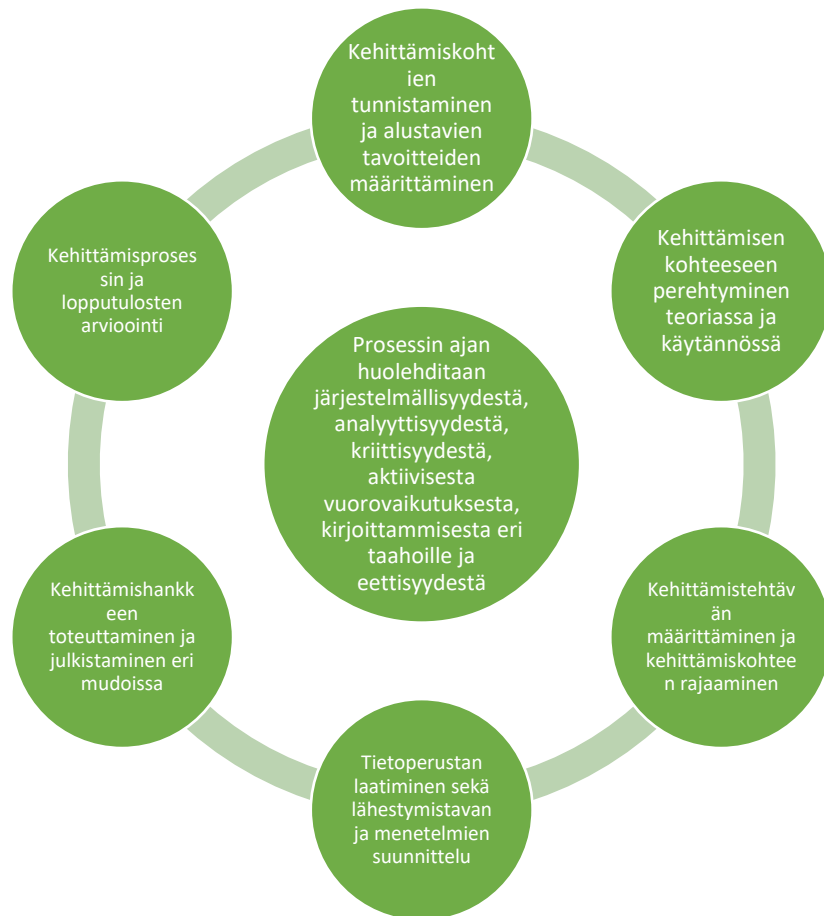 Kehittämiskoht
ien
tunnistaminen
ja alustavien
tavoitteiden
määrittäminen
Kehittämisen
kohteeseen
perehtyminen
teoriassa ja
käytännössä
Kehittämistehtäv
än
määrittäminen ja
kehittämiskohtee
n rajaaminen
Tietoperustan
laatiminen sekä
lähestymistavan
ja menetelmien
suunnittelu
Kehittämishankk
een
toteuttaminen ja
julkistaminen eri
mudoissa
Kehittämisproses
sin ja
lopputulosten
arvioointi
Prosessin ajan
huolehditaan
järjestelmällisyydestä,
analyyttisyydestä,
kriittisyydestä,
aktiivisesta
vuorovaikutuksesta,
kirjoittammisesta eri
taahoille ja
eettisyydestä